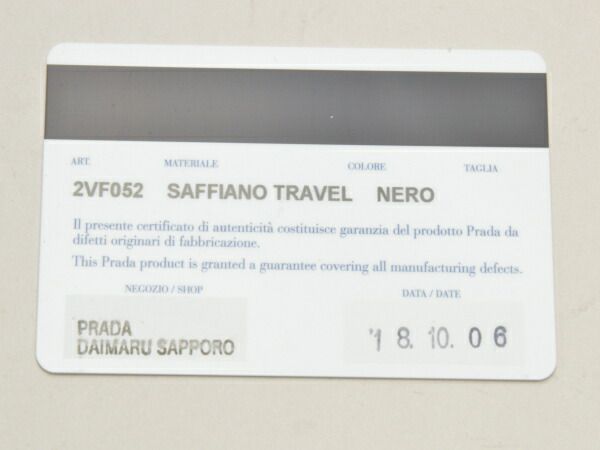 ART. MATERIALE COLORE TAGLIA
2VF052 SAFFIANO TRAVEL NERO
Il presente certificato di autenticità costituisce garanzia del prodotto Prada da
difetti originari di fabbricazione.
This Prada product is granted a guarantee covering all manufacturing defects.
NEGOZIO / SHOP DATA / DATE
PRADA
DAIMARU SAPPORO
'18.10.06